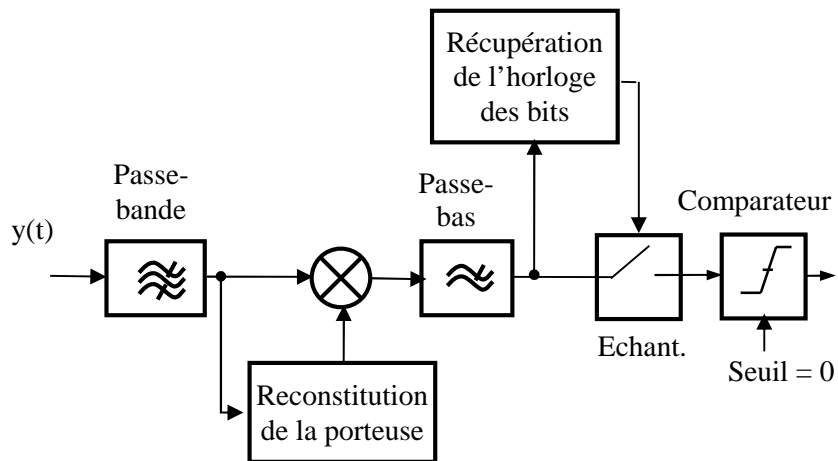 Récupération
de l’horloge
des bits
Passe-
bande
Passe-
bas
Comparateur
y(t)
Echant.
Seuil = 0
Reconstitution
de la porteuse